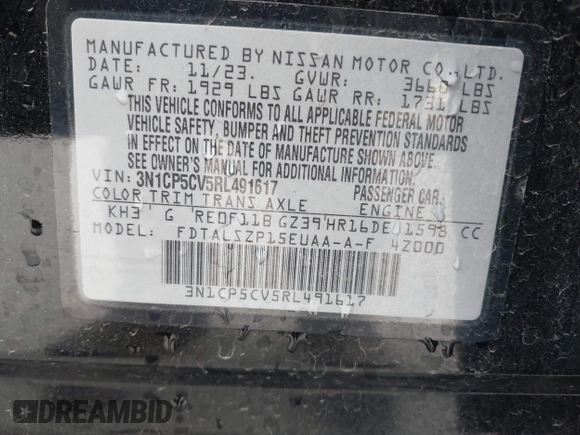 MANUFACTURED BY NISSAN MOTOR CO., LTD.
DATE: 11/23. GVWR: 3660 LBS
GAWR FR: 1929 LBS GAWR RR: 1731 LBS
THIS VEHICLE CONFORMS TO ALL APPLICABLE FEDERAL MOTOR
VEHICLE SAFETY, BUMPER AND THEFT PREVENTION STANDARDS
IN EFFECT ON THE DATE OF MANUFACTURE SHOWN ABOVE. SEE
OWNER'S MANUAL FOR ADDITIONAL INFORMATION.
VIN: 3N1CP5CV5RL491617 PASSENGER CAR
COLOR TRIM TRANS AXLE ENGINE
KH3 G RE0F11B GZ39 HR16DE 1598 CC
MODEL: FDTALSZP15EUAA-A-F 4Z000
3N1CP5CV5RL491617
DREAMBID